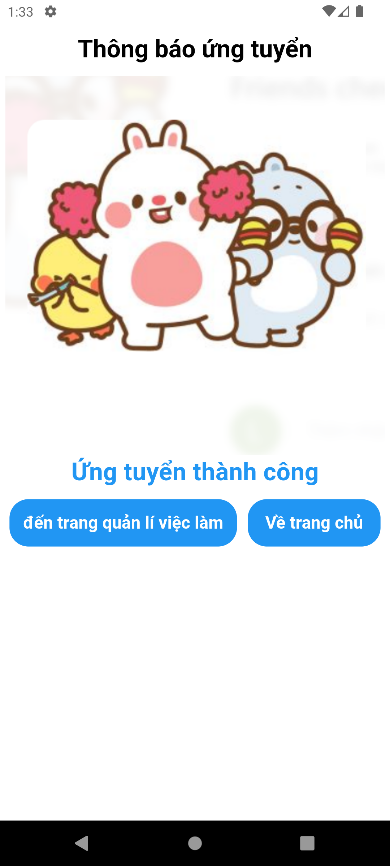 1:33
Thông báo ứng tuyển
Ứng tuyển thành công
đến trang quản lí việc làm
Về trang chủ